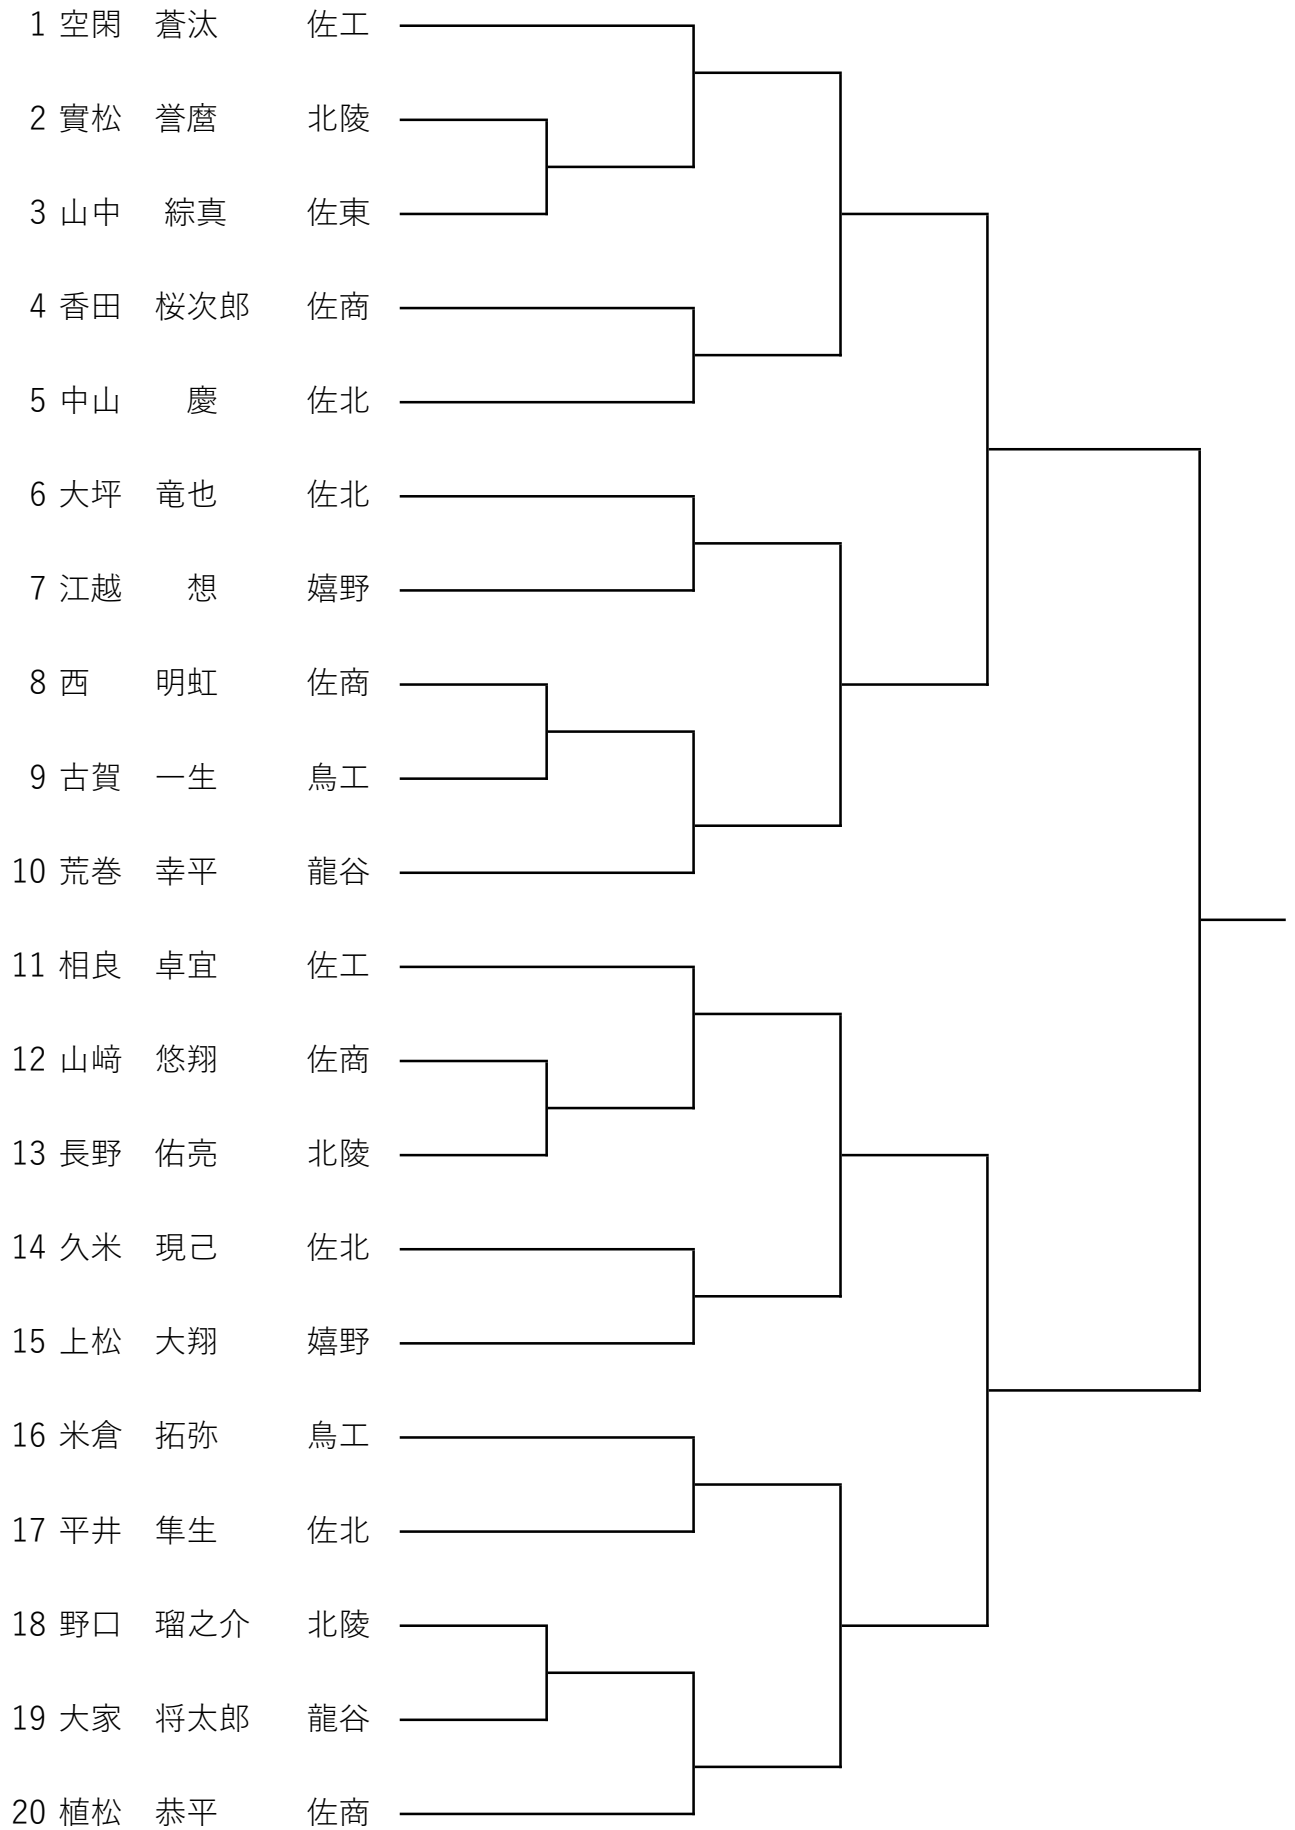 1 空閑 蒼汰 佐工
2 實松 誉麿 北陵
3 山中 綜真 佐東
4 香田 桜次郎 佐商
5 中山 慶 佐北
6 大坪 竜也 佐北
7 江越 想 嬉野
8 西 明虹 佐商
9 古賀 一生 鳥工
10 荒巻 幸平 龍谷
11 相良 卓宜 佐工
12 山﨑 悠翔 佐商
13 長野 佑亮 北陵
14 久米 現己 佐北
15 上松 大翔 嬉野
16 米倉 拓弥 鳥工
17 平井 隼生 佐北
18 野口 瑠之介 北陵
19 大家 将太郎 龍谷
20 植松 恭平 佐商